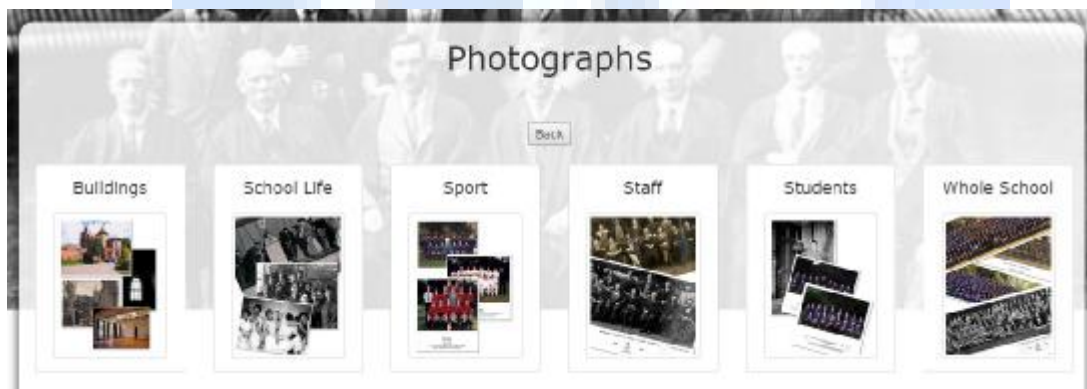 Photographs
Back
Buildings
School Life
Sport
Staff
Students
Whole School